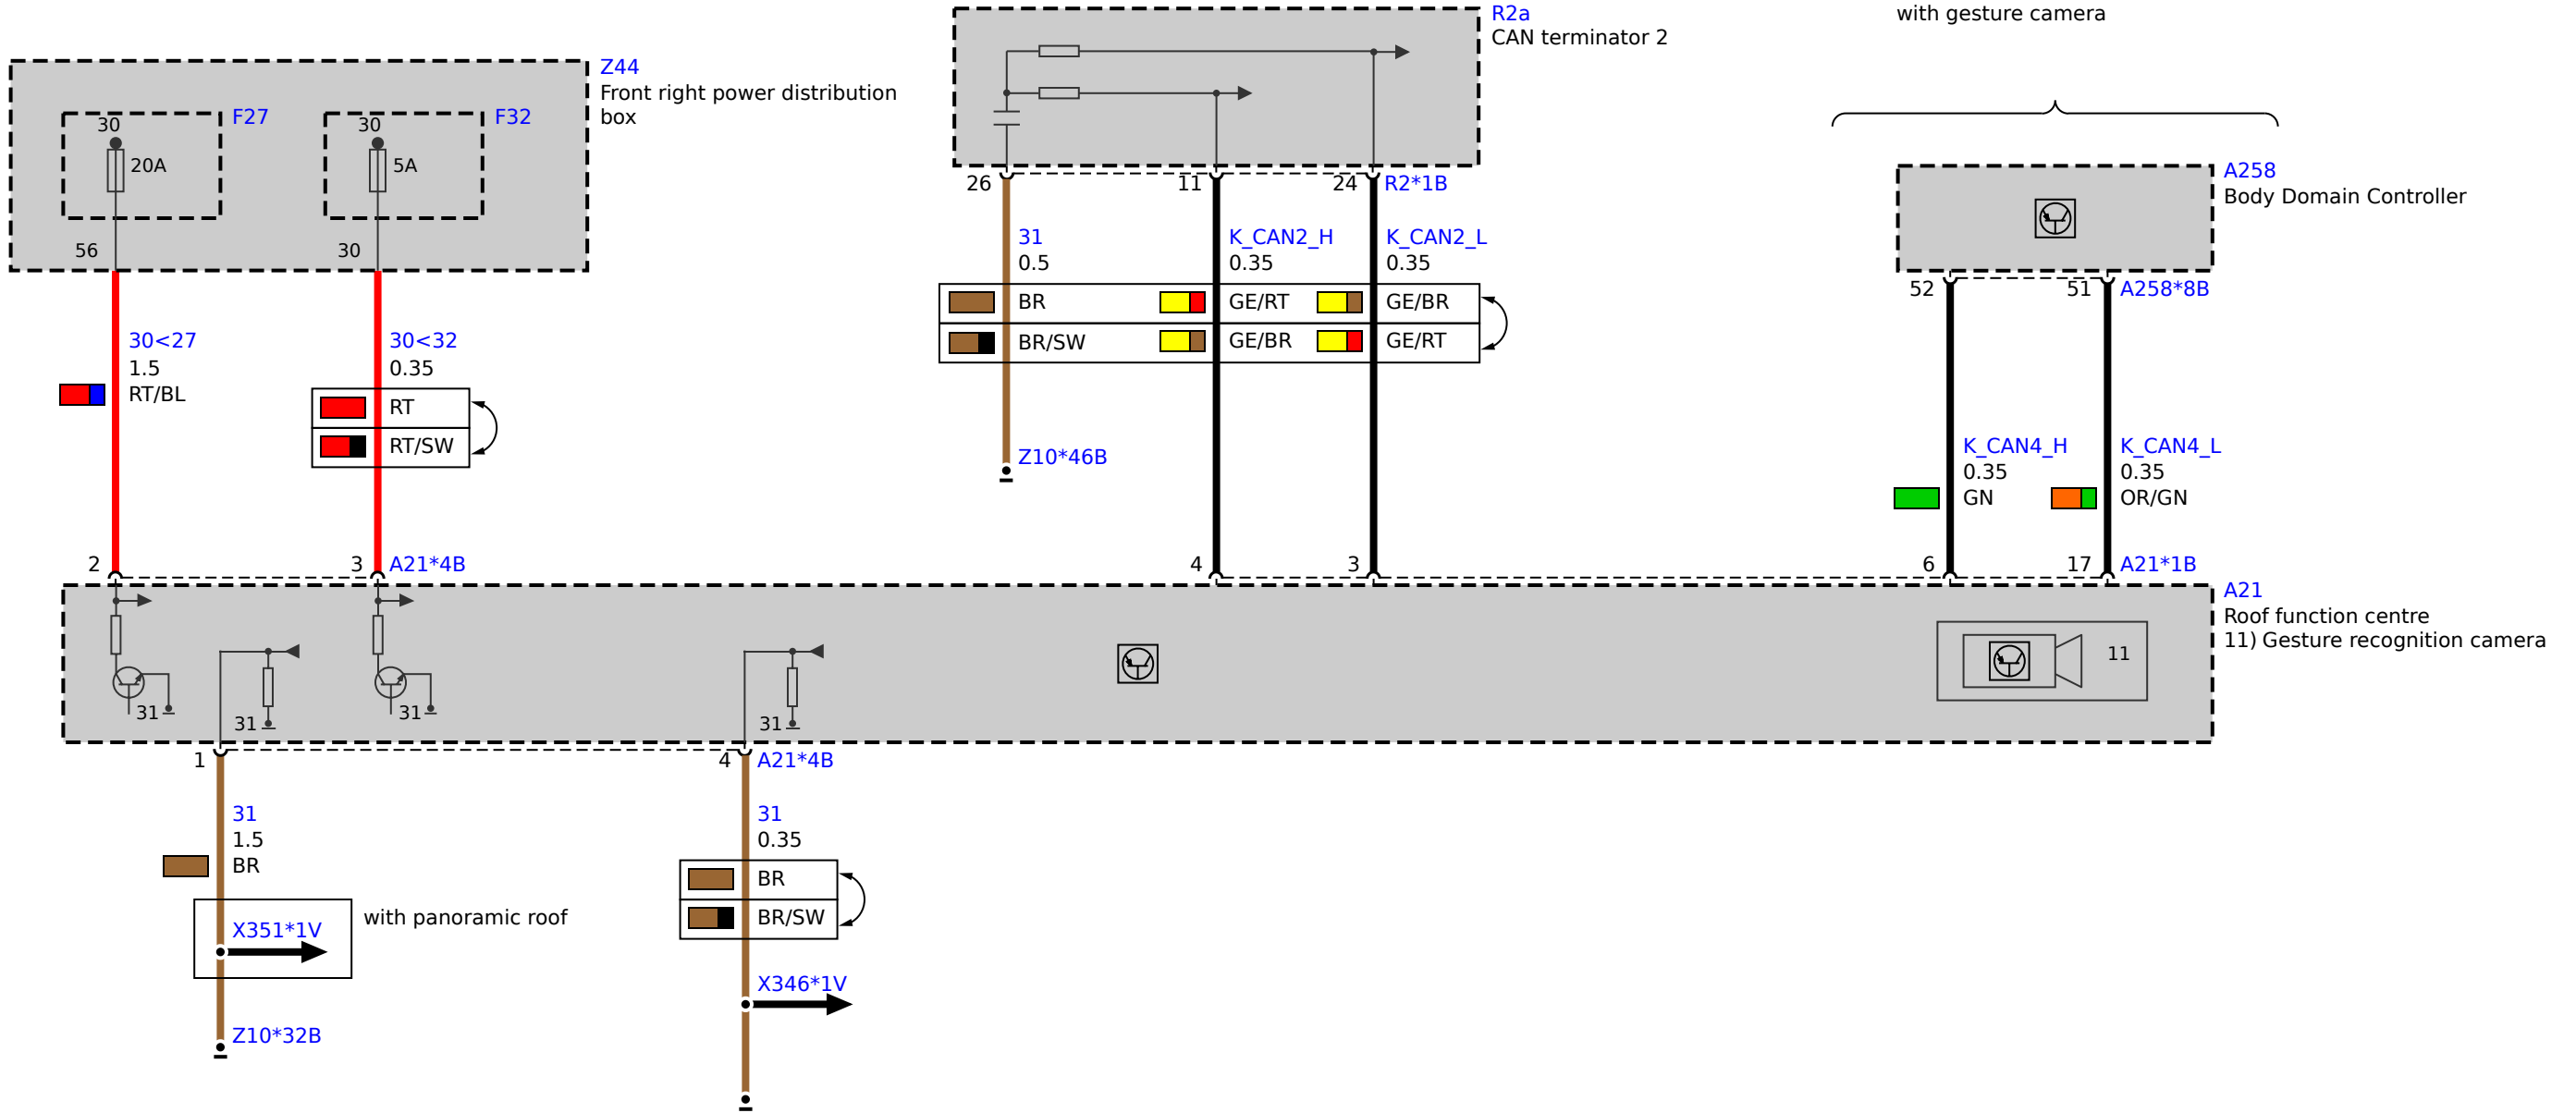 with gesture camera
R2a
CAN terminator 2
Z44
Front right power distribution
box
F27
F32
30
30
20A
5A
56
30
A258
Body Domain Controller
26
11
24
R2*1B
31
0.5
K_CAN2_H
0.35
K_CAN2_L
0.35
BR
GE/RT
GE/BR
BR/SW
GE/BR
GE/RT
52
51
A258*8B
30<27
1.5
RT/BL
30<32
0.35
RT
RT/SW
Z10*46B
K_CAN4_H
0.35
GN
K_CAN4_L
0.35
OR/GN
2
3
A21*4B
4
3
6
17
A21*1B
A21
Roof function centre
11) Gesture recognition camera
11
31
31
31
31
1
4
A21*4B
31
1.5
BR
31
0.35
BR
BR/SW
with panoramic roof
X351*1V
X346*1V
Z10*32B